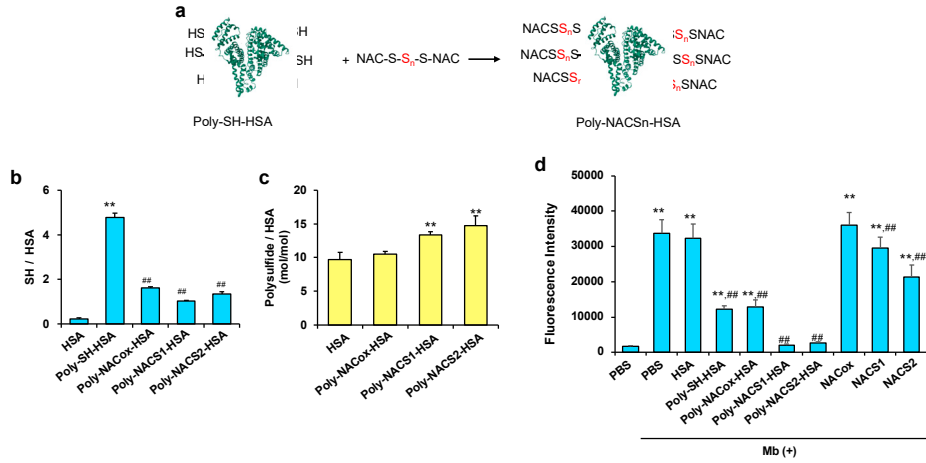 a
HS
SH
HS
SH
H
+ NAC-S-Sn-S-NAC
NACSSnS
NACSSnS
NACSSr
SnSNAC
SSnSNAC
SnSNAC
Poly-SH-HSA
Poly-NACSn-HSA
b
SH / HSA
6
4
2
0
**
##
##
##
HSA
Poly-SH-HSA
Poly-NACox-HSA
Poly-NACS1-HSA
Poly-NACS2-HSA
c
Polysulfide / HSA
(mol/mol)
20
15
10
5
0
**
**
HSA
Poly-NACox-HSA
Poly-NACS1-HSA
Poly-NACS2-HSA
d
Fluorescence Intensity
50000
40000
30000
20000
10000
0
**
**
**,##
**,##
##
##
**
**,##
**,##
PBS
PBS
HSA
Poly-SH-HSA
Poly-NACox-HSA
Poly-NACS1-HSA
Poly-NACS2-HSA
NACox
NACS1
NACS2
Mb (+)